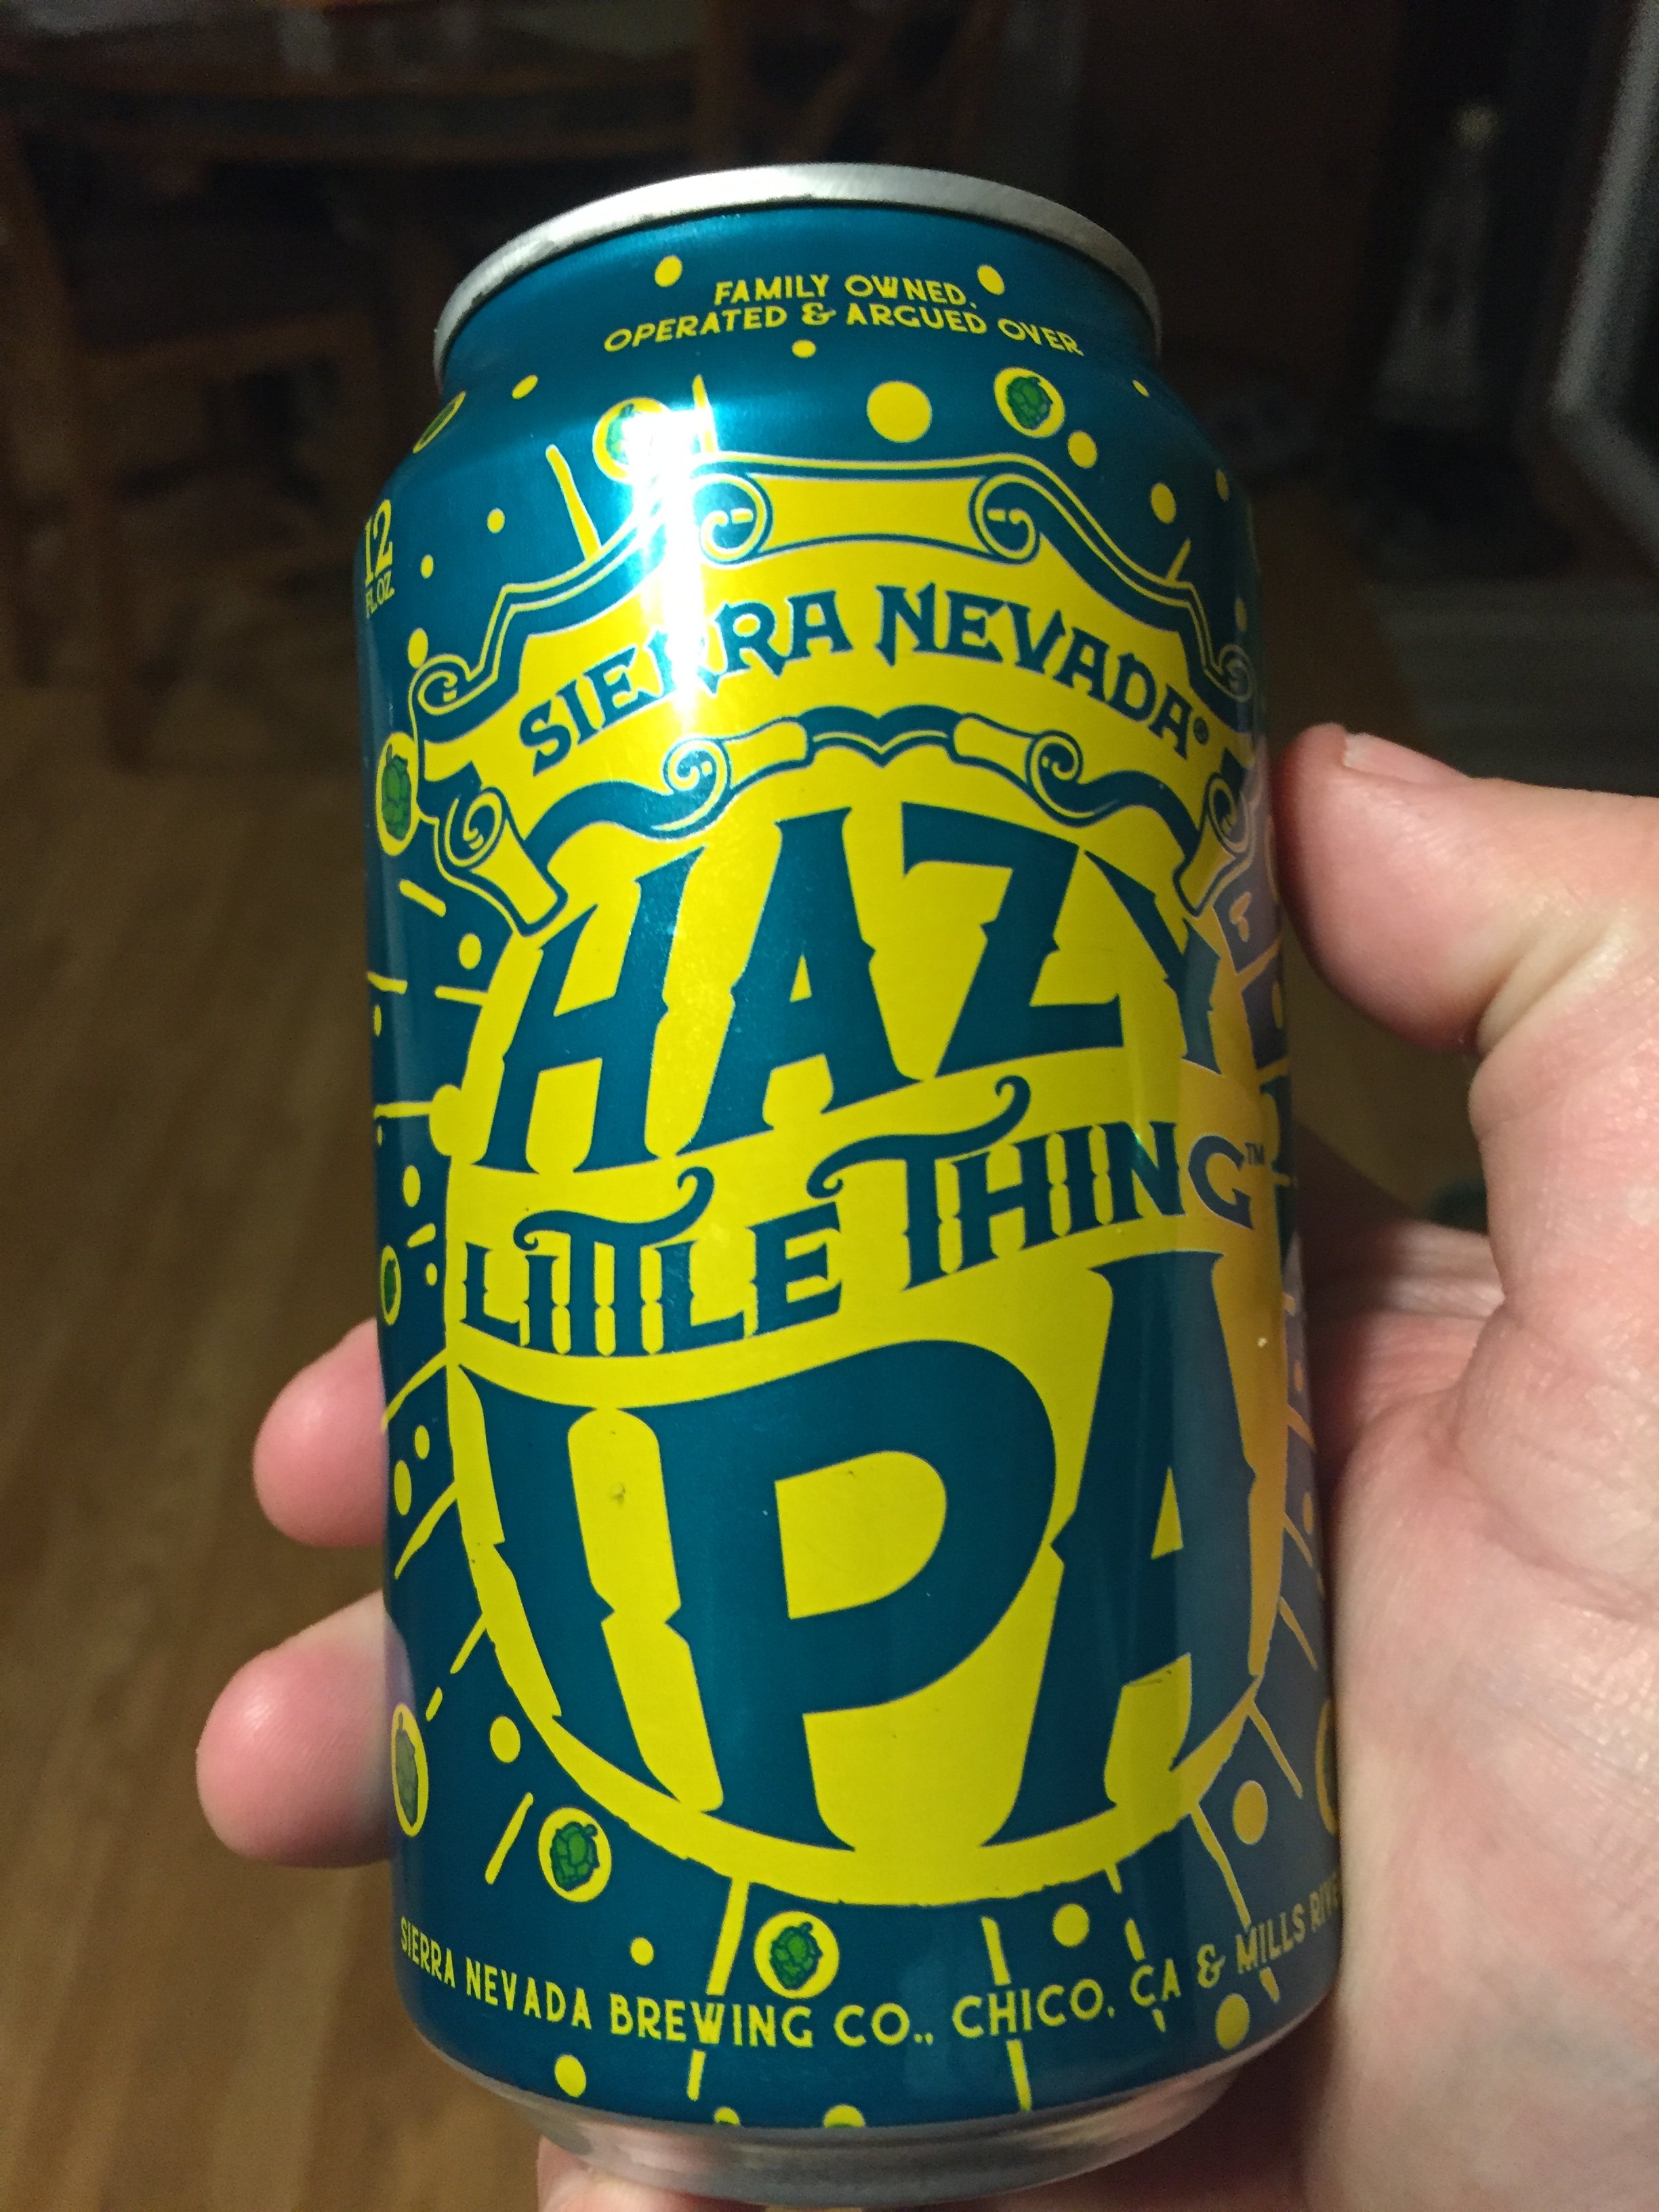 FAMILY OWNED,
OPERATED & ARGUED OVER
12
FL. OZ.
SIERRA NEVADA®
HAZY
LITTLE THING™
IPA
SIERRA NEVADA BREWING CO., CHICO, CA & MILLS